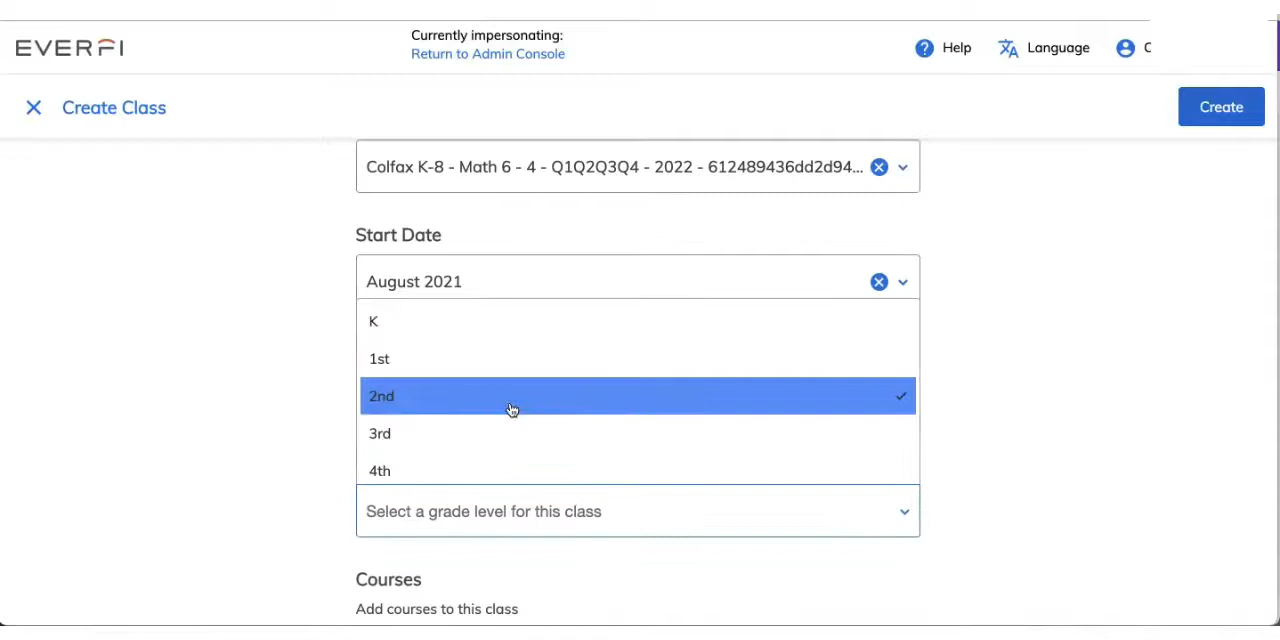 EVERFI
Currently impersonating:
Return to Admin Console
? Help
Language
C
Create Class
Create
Colfax K-8 - Math 6 - 4 - Q1Q2Q3Q4 - 2022 - 612489436dd2d94...
Start Date
August 2021
K
1st
2nd
3rd
4th
Select a grade level for this class
Courses
Add courses to this class